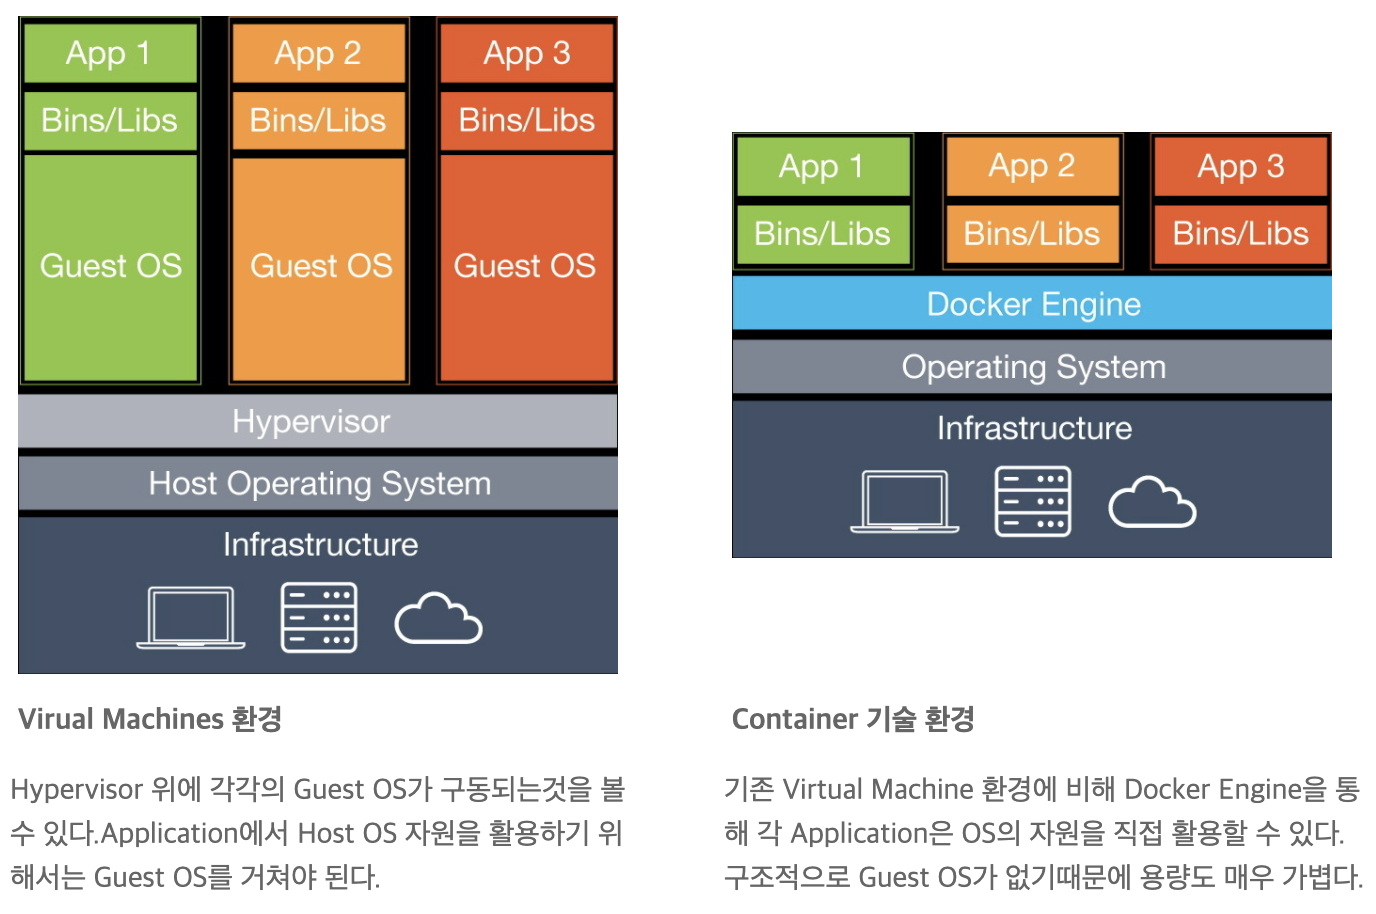 App 1
App 2
App 3
Bins/Libs
Bins/Libs
Bins/Libs
Guest OS
Guest OS
Guest OS
Hypervisor
Host Operating System
Infrastructure
Virual Machines 환경
Hypervisor 위에 각각의 Guest OS가 구동되는것을 볼
수 있다.Application에서 Host OS 자원을 활용하기 위
해서는 Guest OS를 거쳐야 된다.
App 1
App 2
App 3
Bins/Libs
Bins/Libs
Bins/Libs
Docker Engine
Operating System
Infrastructure
Container 기술 환경
기존 Virtual Machine 환경에 비해 Docker Engine을 통
해 각 Application은 OS의 자원을 직접 활용할 수 있다.
구조적으로 Guest OS가 없기때문에 용량도 매우 가볍다.